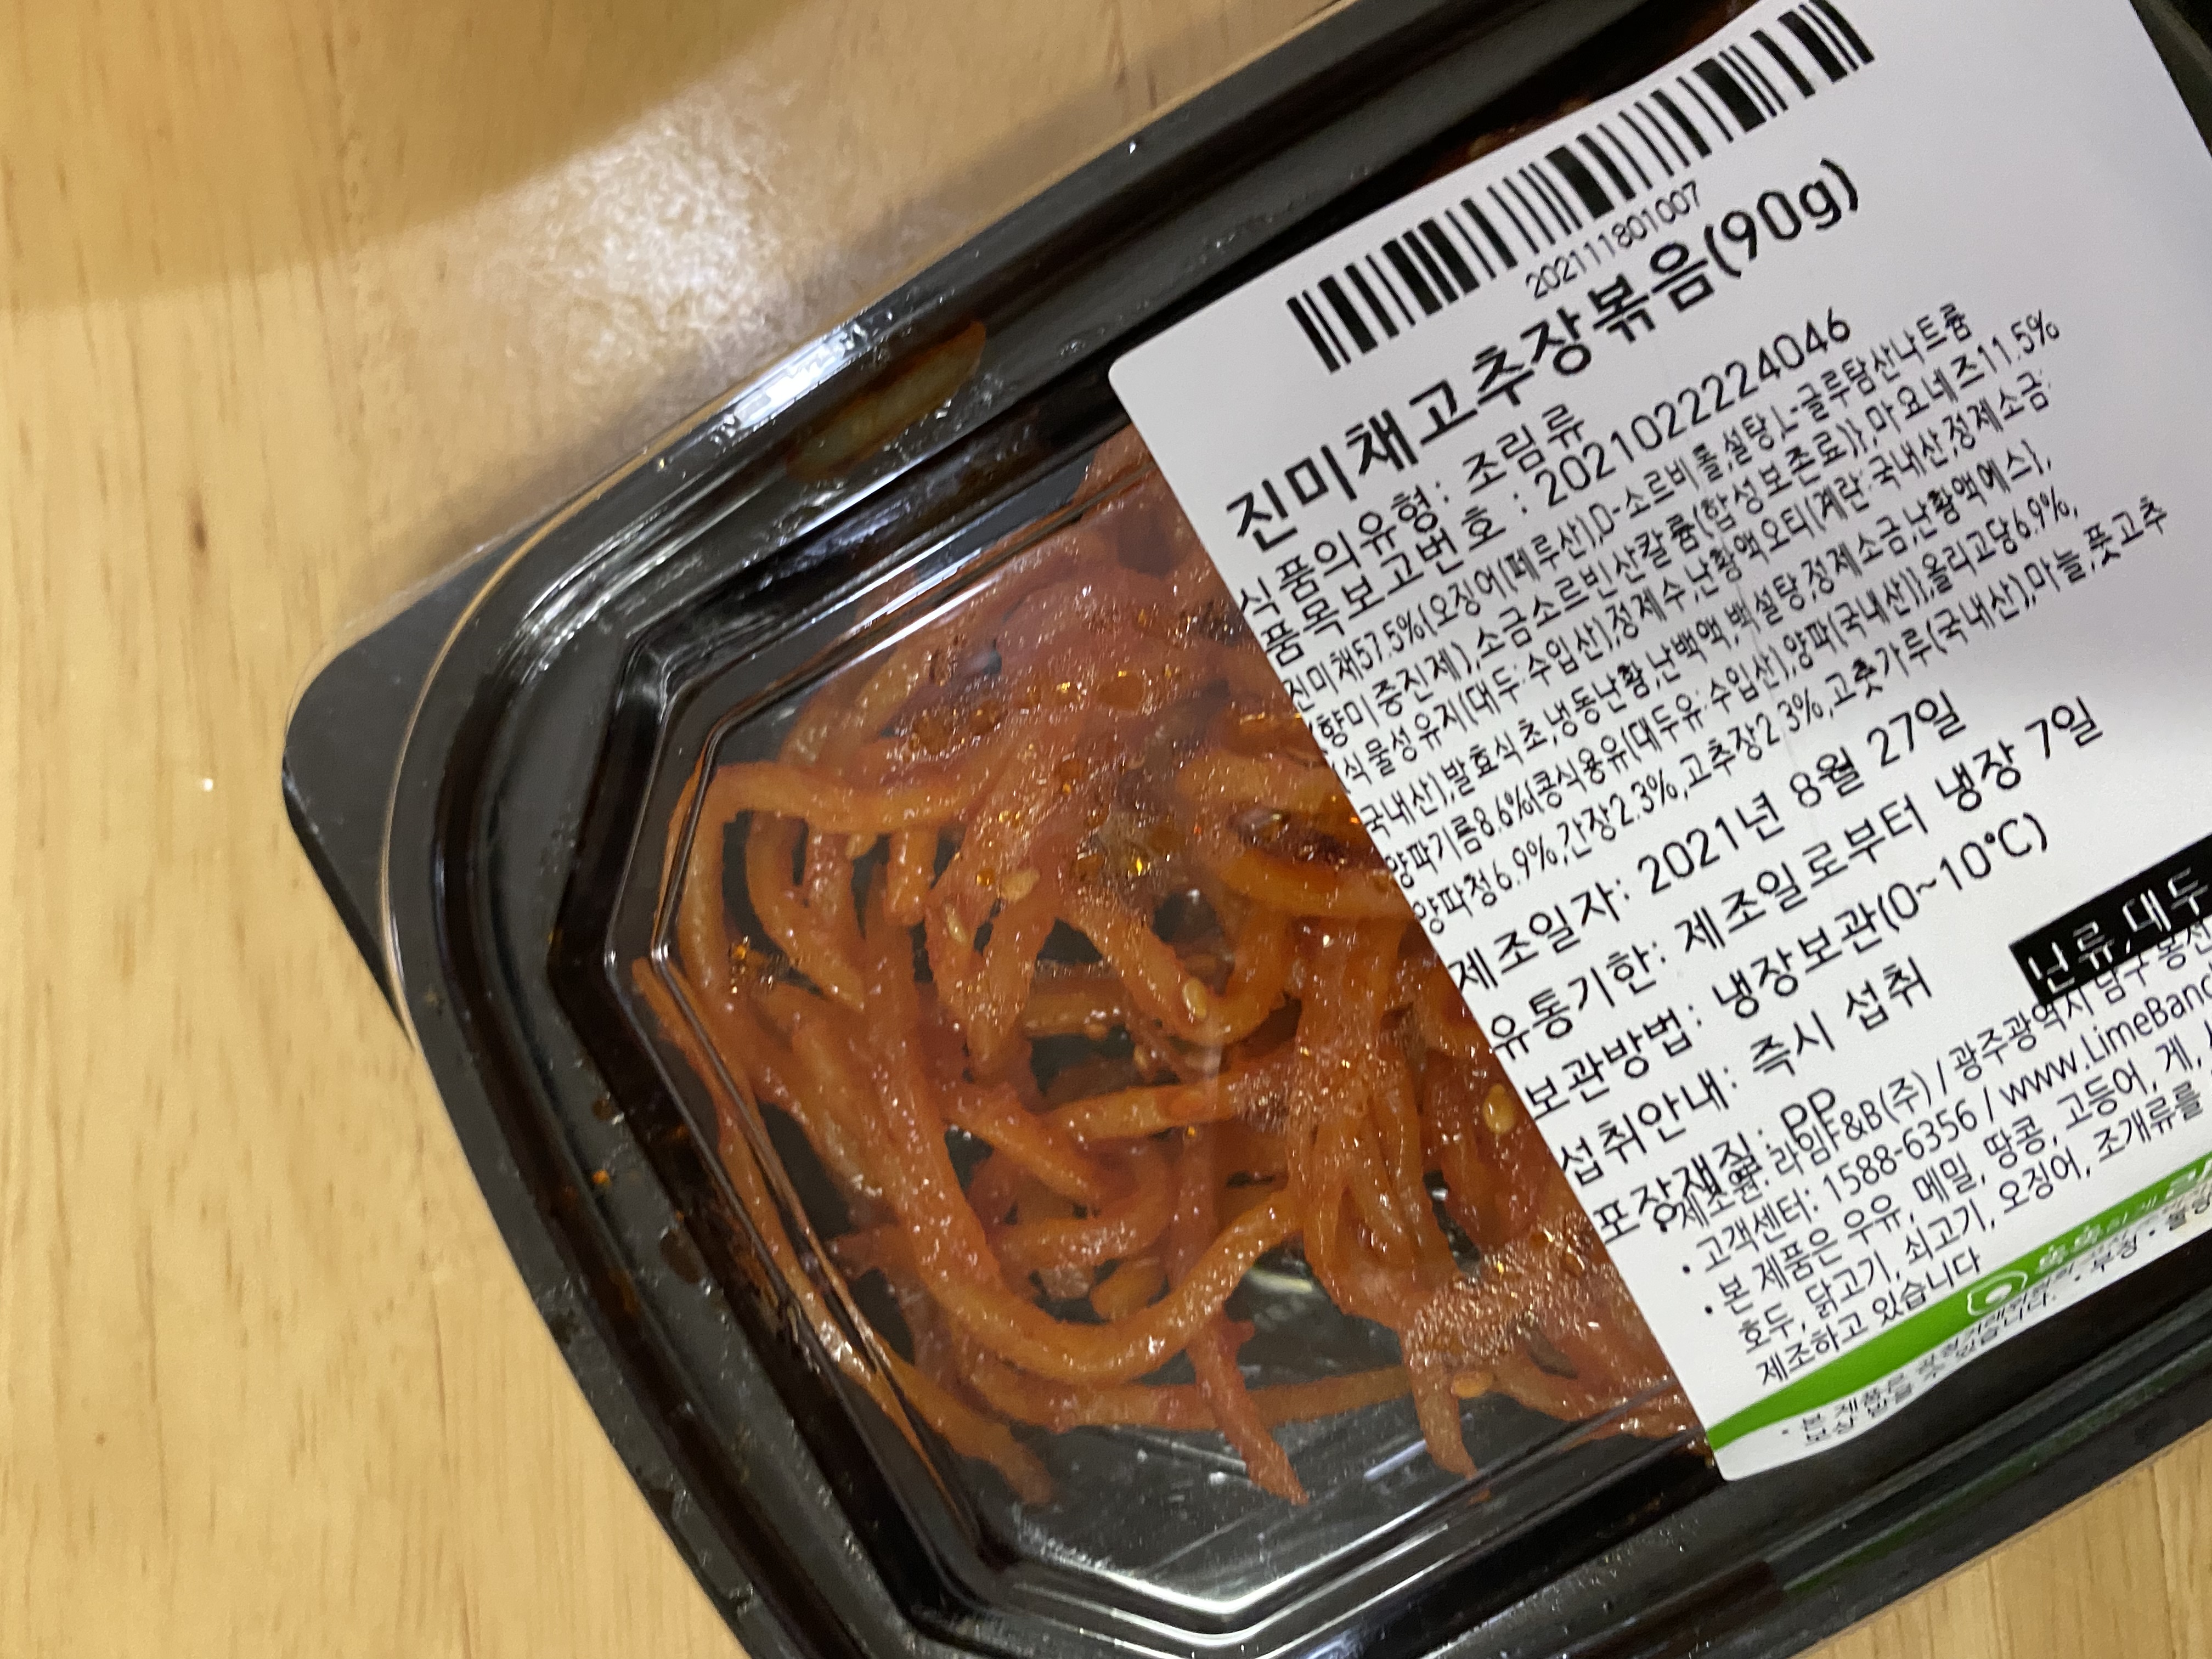 202111801007
진미채고추장볶음(90g)
식품의유형: 조림류
품목보고번호 : 2021022224046
진미채57.5%{오징어(페루산),D-소르비톨,설탕,L-글루탐산나트륨
(향미증진제),소금,소르빈산칼륨(합성보존료)},마요네즈11.5%
{식물성유지(대두:수입산),정제수,난황액오티(계란:국내산,정제소금:
국내산),발효식초,냉동난황,난백액,백설탕,정제소금,난황액에스},
양파기름8.6%{콩식용유(대두유:수입산),양파(국내산)},올리고당6.9%,
양파청6.9%,간장2.3%,고추장2.3%,고춧가루(국내산),마늘,풋고추
제조일자: 2021년 8월 27일
유통기한: 제조일로부터 냉장 7일
보관방법: 냉장보관(0~10℃)
섭취안내: 즉시 섭취
난류,대두
포장재질: PP
제조원: 라임F&B(주) / 광주광역시 남구
• 고객센터: 1588-6356 / www.LimeBand
• 본 제품은 우유, 메밀, 땅콩, 고등어, 게,
호두, 닭고기, 쇠고기, 오징어, 조개류를
제조하고 있습니다
• 본 제품은